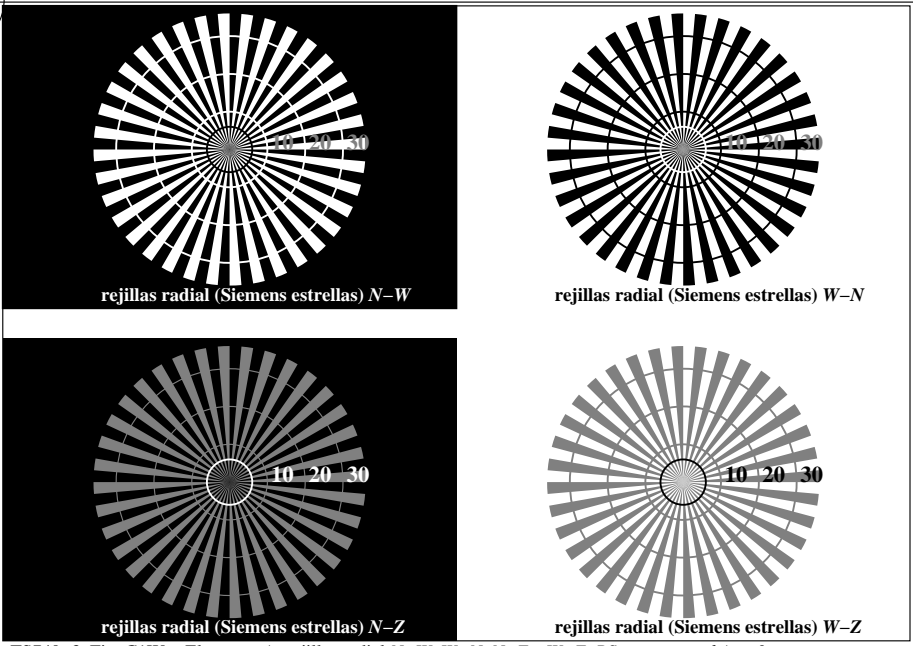 10 20 30
rejillas radial (Siemens estrellas) N–W
10 20 30
rejillas radial (Siemens estrellas) W–N
10 20 30
rejillas radial (Siemens estrellas) N–Z
10 20 30
rejillas radial (Siemens estrellas) W–Z